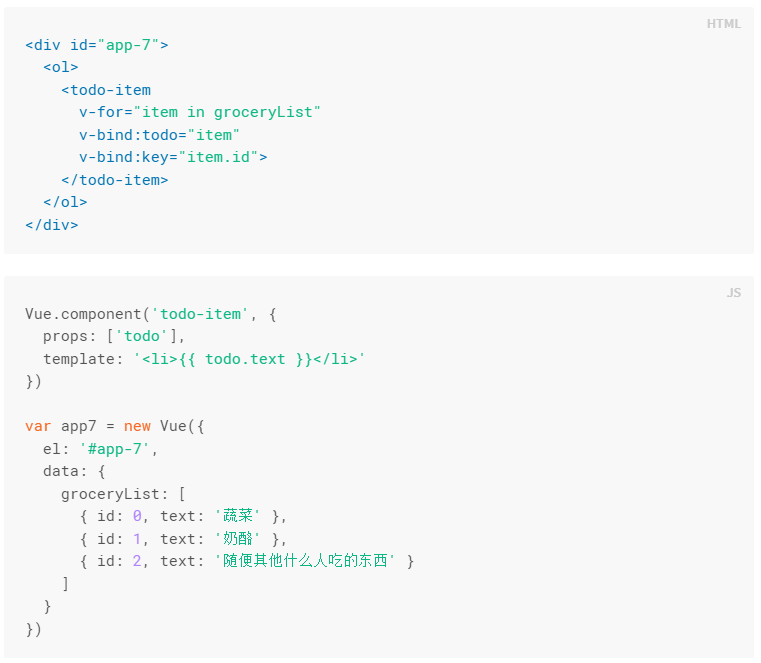 HTML
<div id="app-7">
  <ol>
    <todo-item
      v-for="item in groceryList"
      v-bind:todo="item"
      v-bind:key="item.id">
    </todo-item>
  </ol>
</div>
JS
Vue.component('todo-item', {
  props: ['todo'],
  template: '<li>{{ todo.text }}</li>'
})

var app7 = new Vue({
  el: '#app-7',
  data: {
    groceryList: [
      { id: 0, text: '蔬菜' },
      { id: 1, text: '奶酪' },
      { id: 2, text: '随便其他什么人吃的东西' }
    ]
  }
})